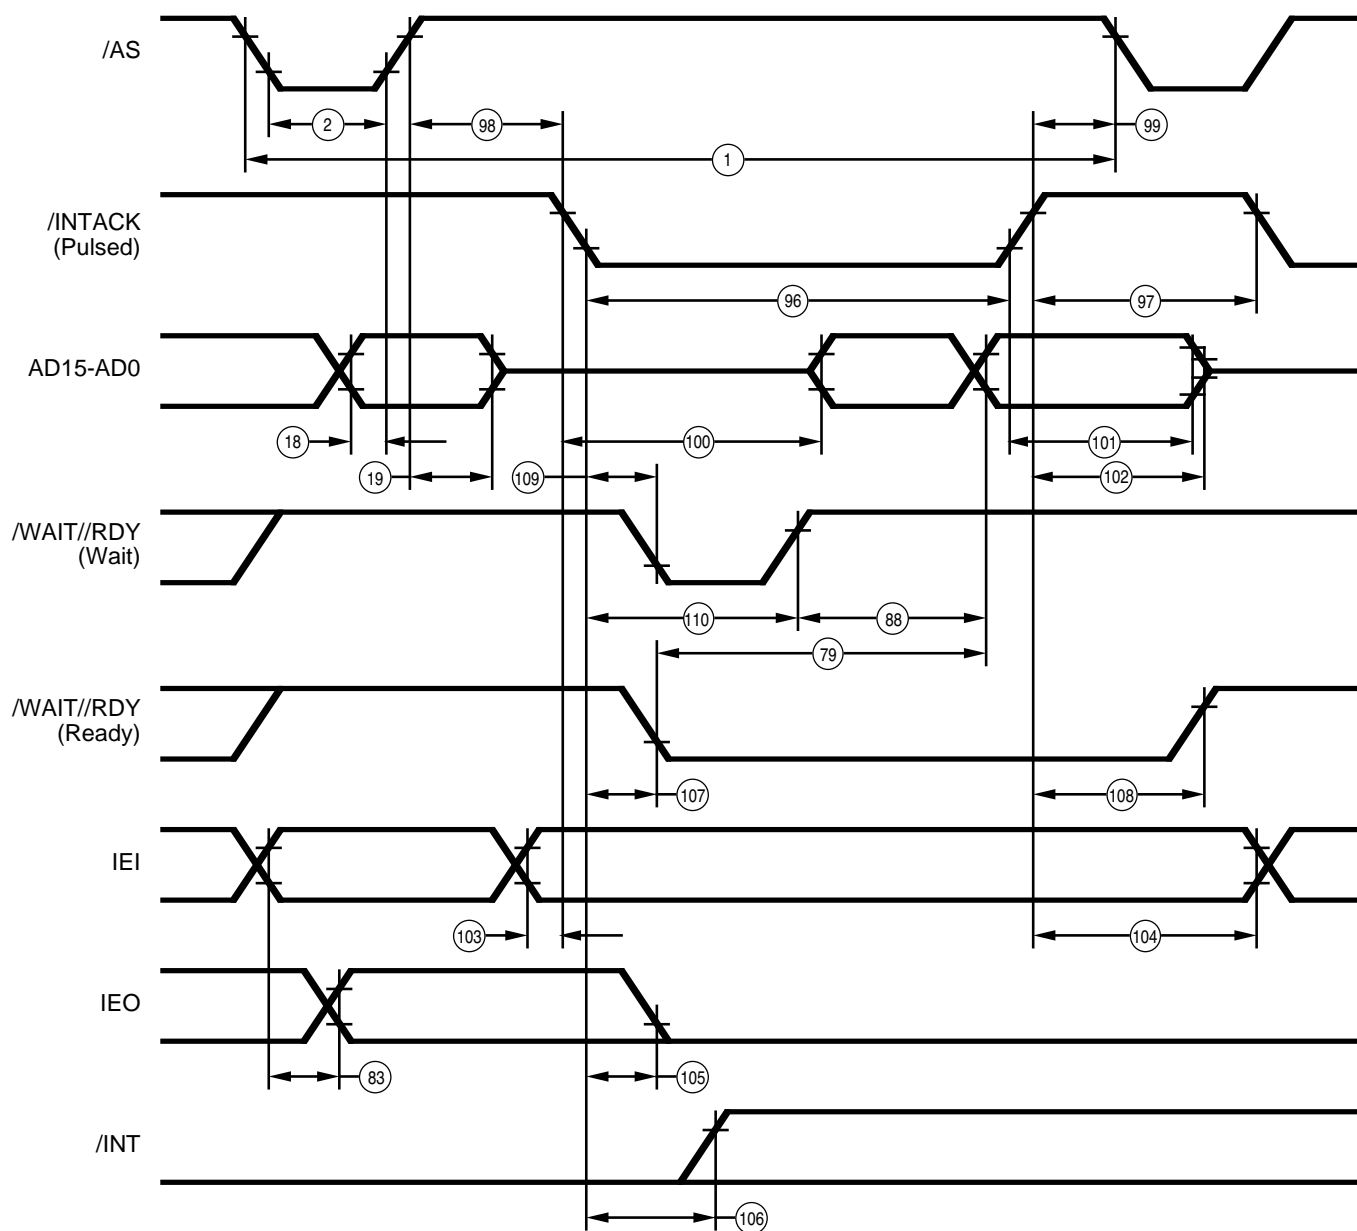 /AS
2
98
99
1
/INTACK
(Pulsed)
96
97
AD15-AD0
18
100
101
19
109
102
/WAIT//RDY
(Wait)
110
88
79
/WAIT//RDY
(Ready)
107
108
IEI
103
104
IEO
83
105
/INT
106